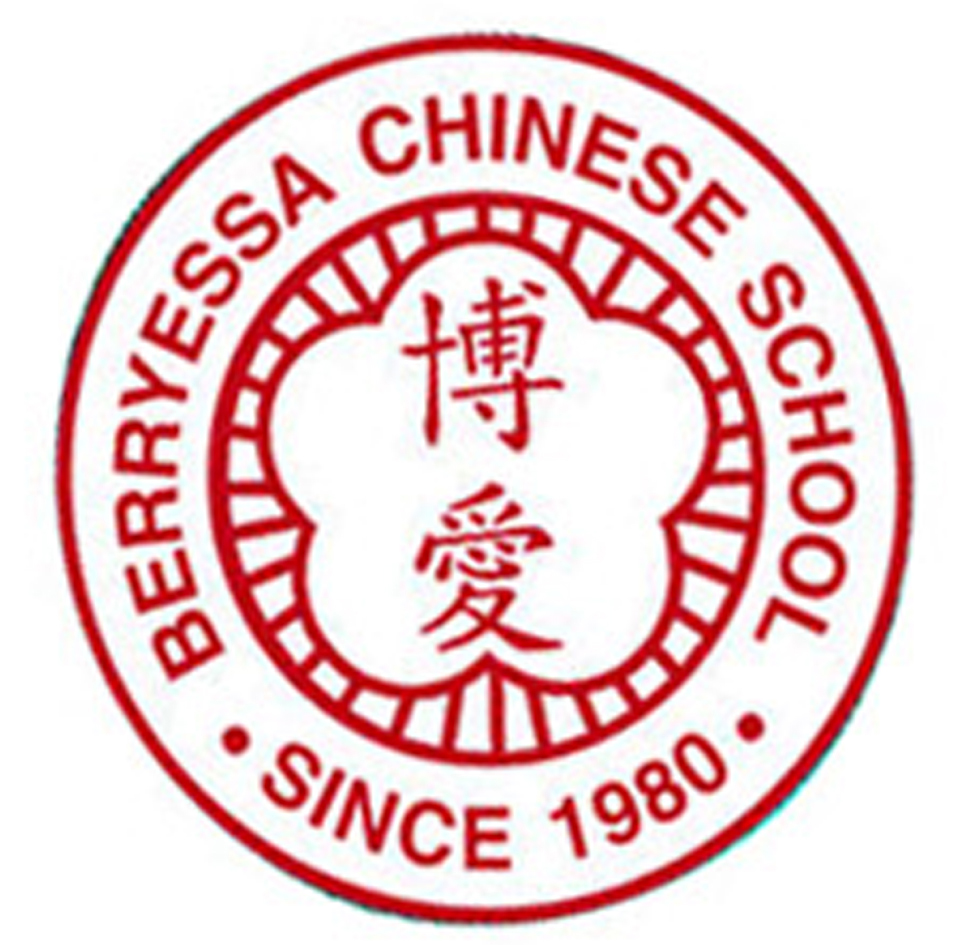 BERRYESSA CHINESE SCHOOL
博
愛
• SINCE 1980 •